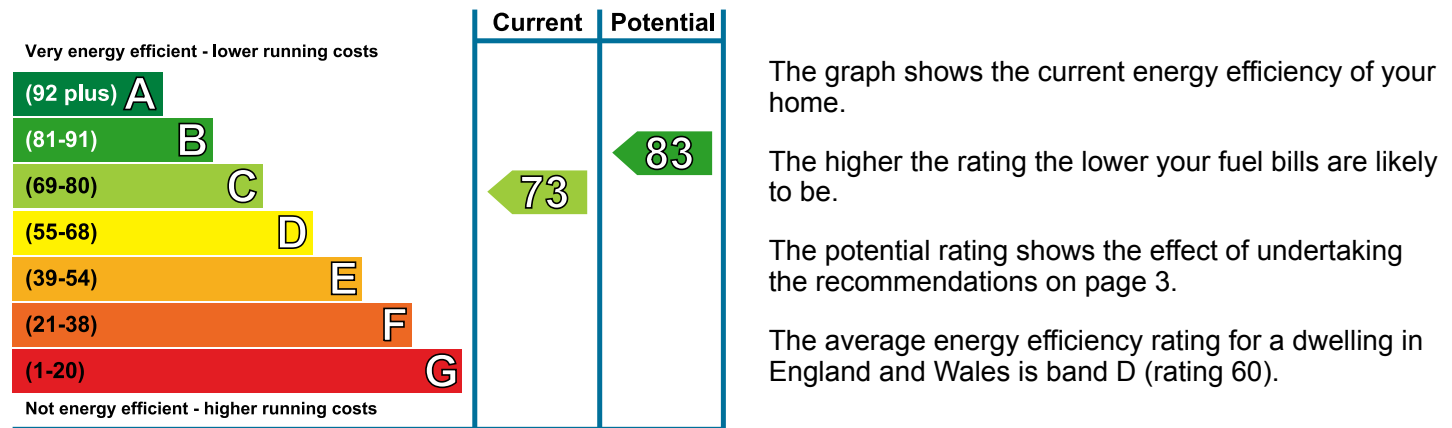 Current Potential
Very energy efficient - lower running costs
(92 plus) A
(81-91) B
(69-80) C
(55-68) D
(39-54) E
(21-38) F
(1-20) G
Not energy efficient - higher running costs
73
83
The graph shows the current energy efficiency of your
home.
The higher the rating the lower your fuel bills are likely
to be.
The potential rating shows the effect of undertaking
the recommendations on page 3.
The average energy efficiency rating for a dwelling in
England and Wales is band D (rating 60).